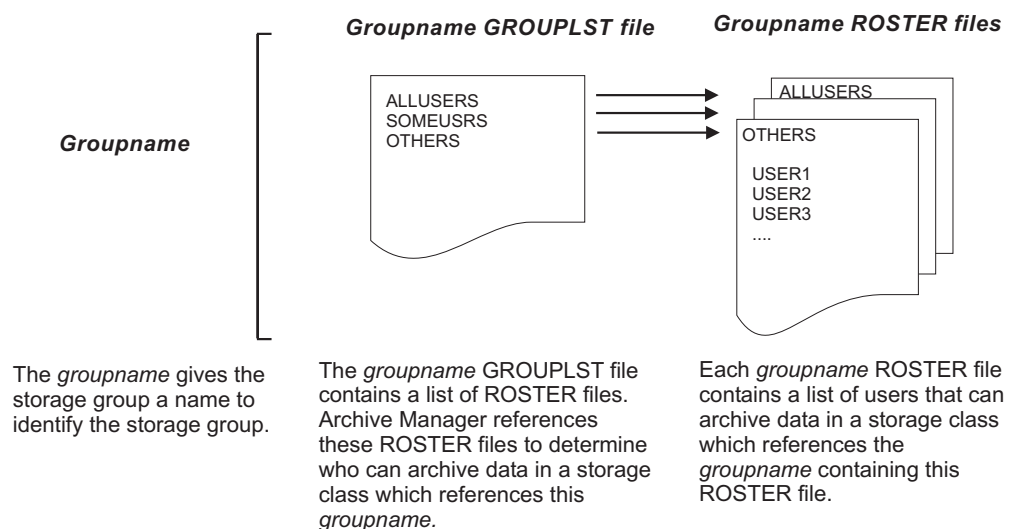 Groupname GROUPLST file
Groupname ROSTER files
Groupname
ALLUSERS
SOMEUSRS
OTHERS
ALLUSERS
OTHERS
USER1
USER2
USER3
....
The groupname gives the
storage group a name to
identify the storage group.
The groupname GROUPLST file
contains a list of ROSTER files.
Archive Manager references
these ROSTER files to determine
who can archive data in a storage
class which references this
groupname.
Each groupname ROSTER file
contains a list of users that can
archive data in a storage class
which references the
groupname containing this
ROSTER file.